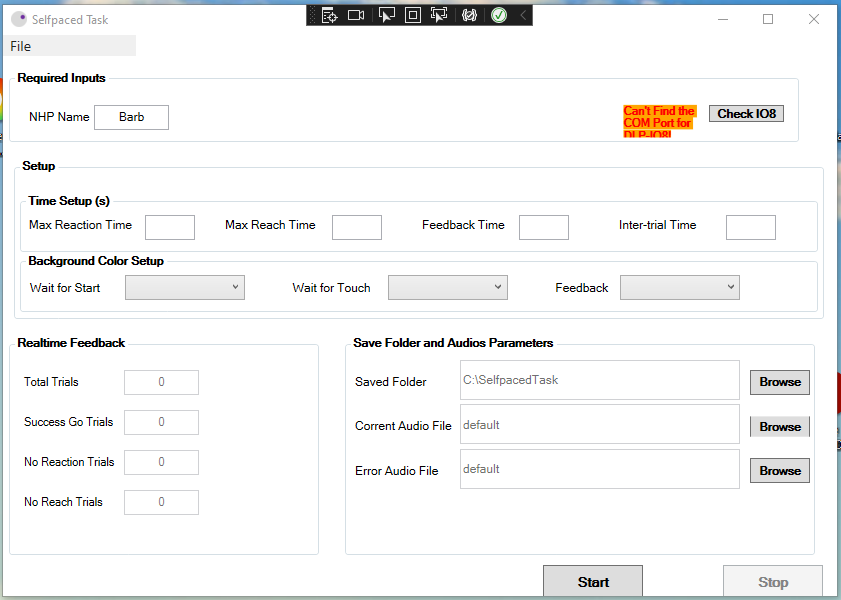 Selfpaced Task
File
Required Inputs
NHP Name Barb
Can't Find the
COM Port for
DLP-IO8!
Check IO8
Setup
Time Setup (s)
Max Reaction Time Max Reach Time Feedback Time Inter-trial Time
Background Color Setup
Wait for Start Wait for Touch Feedback
Realtime Feedback
Total Trials 0
Success Go Trials 0
No Reaction Trials 0
No Reach Trials 0
Save Folder and Audios Parameters
Saved Folder C:\SelfpacedTask Browse
Corrent Audio File default Browse
Error Audio File default Browse
Start Stop